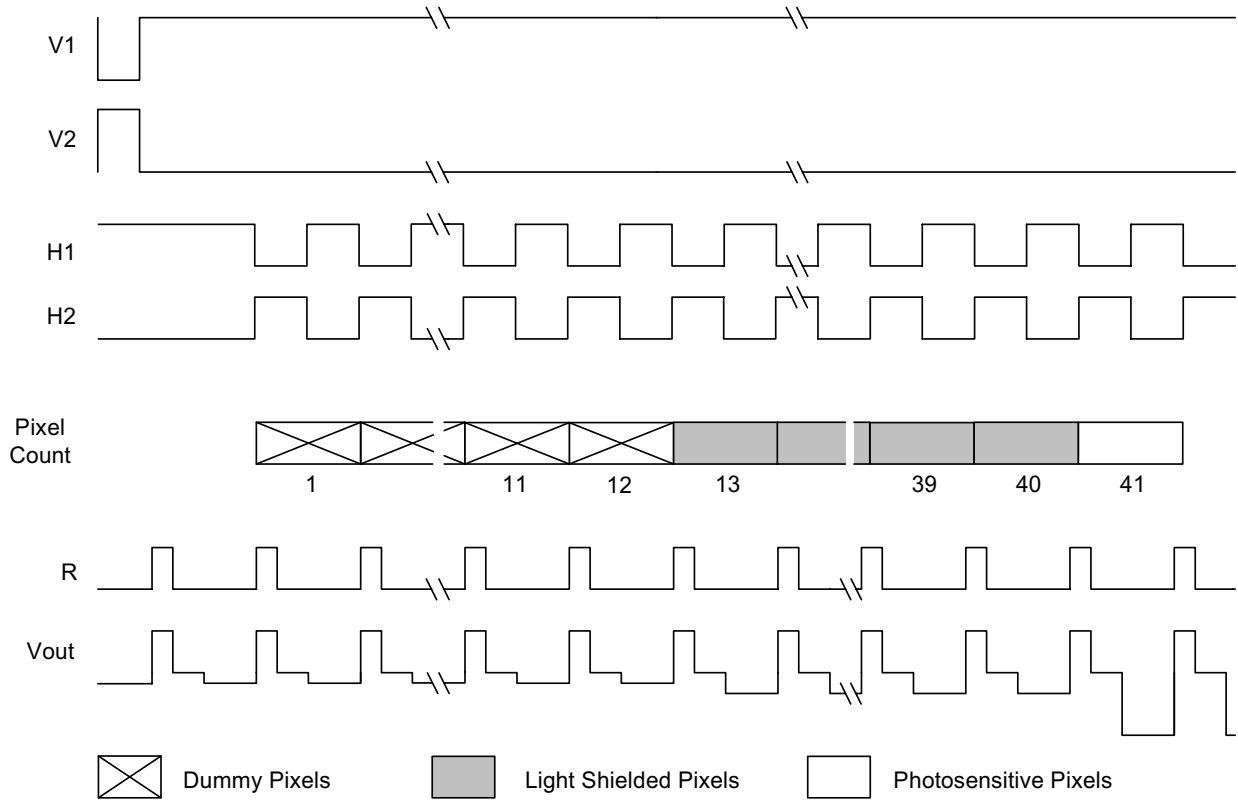 V1
V2
H1
H2
Pixel
Count
1
11
12
13
39
40
41
R
Vout
Dummy Pixels
Light Shielded Pixels
Photosensitive Pixels